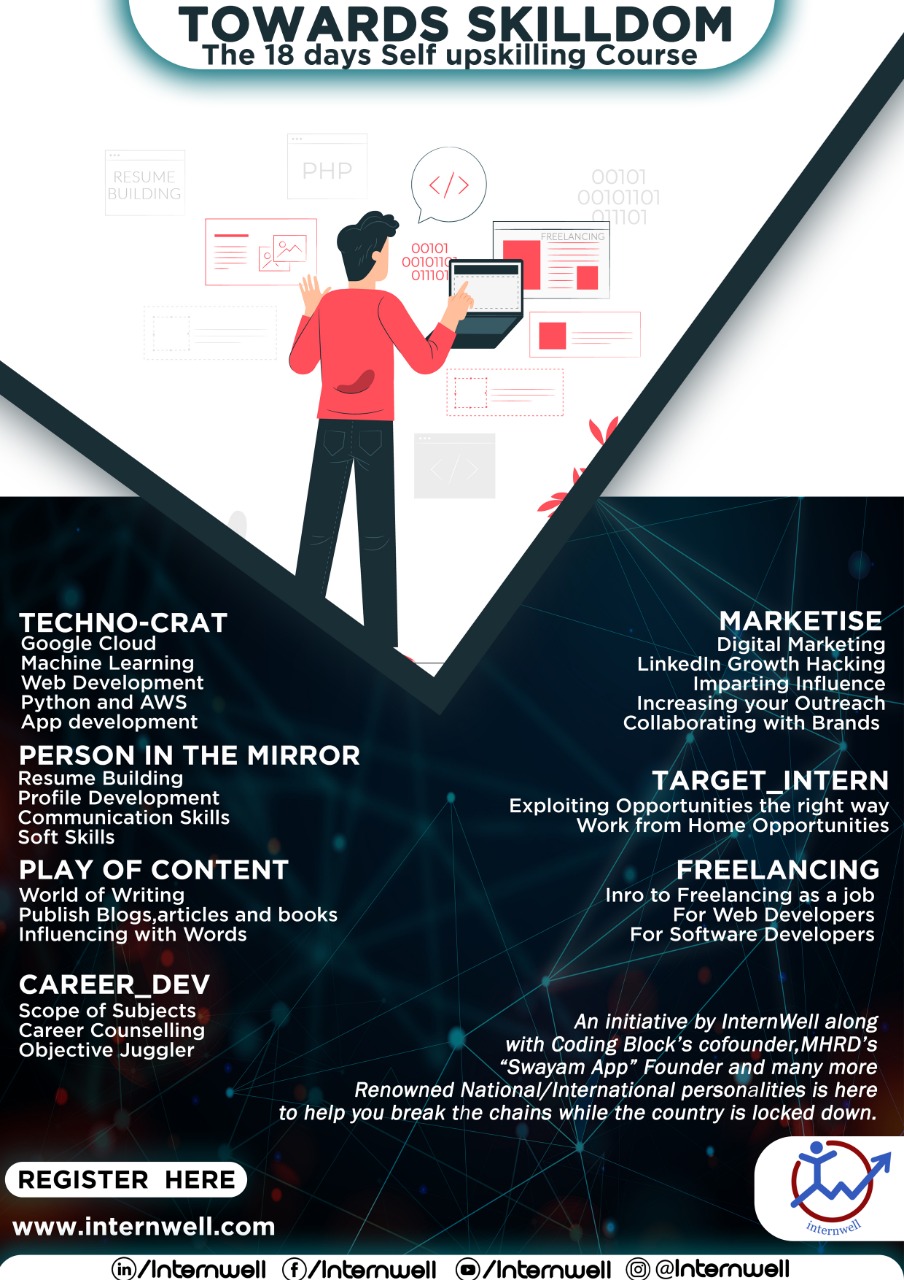 TOWARDS SKILLDOM
The 18 days Self upskilling Course
RESUME
BUILDING
PHP
</>
00101
00101101
011101
FREELANCING
00101
00101101
011101
</>
TECHNO-CRAT
Google Cloud
Machine Learning
Web Development
Python and AWS
App development
PERSON IN THE MIRROR
Resume Building
Profile Development
Communication Skills
Soft Skills
PLAY OF CONTENT
World of Writing
Publish Blogs,articles and books
Influencing with Words
CAREER_DEV
Scope of Subjects
Career Counselling
Objective Juggler
MARKETISE
Digital Marketing
LinkedIn Growth Hacking
Imparting Influence
Increasing your Outreach
Collaborating with Brands
TARGET_INTERN
Exploiting Opportunities the right way
Work from Home Opportunities
FREELANCING
Inro to Freelancing as a job
For Web Developers
For Software Developers
An initiative by InternWell along
with Coding Block's cofounder,MHRD's
“Swayam App” Founder and many more
Renowned National/International personalities is here
to help you break the chains while the country is locked down.
REGISTER HERE
www.internwell.com
internwell
in/Internwell f/Internwell /Internwell @Internwell